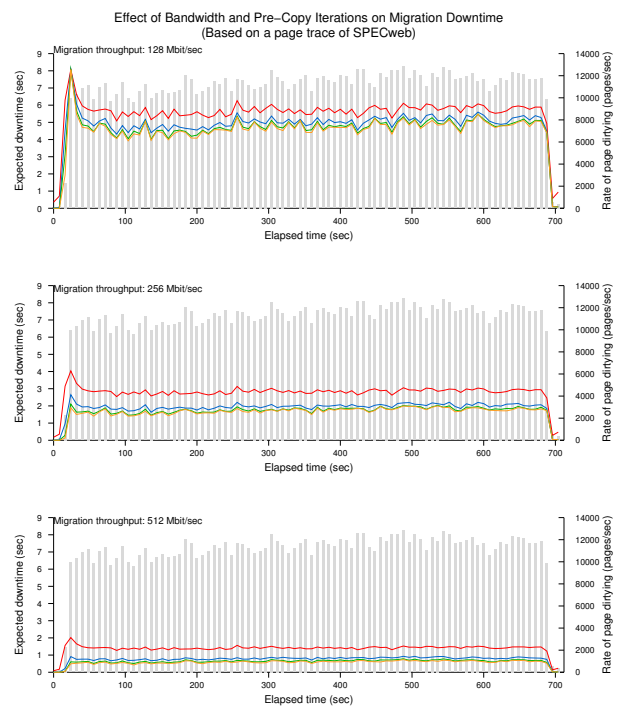 Effect of Bandwidth and Pre−Copy Iterations on Migration Downtime
(Based on a page trace of SPECweb)
Migration throughput: 128 Mbit/sec
Expected downtime (sec)
0 1 2 3 4 5 6 7 8 9
Rate of page dirtying (pages/sec)
0 2000 4000 6000 8000 10000 12000 14000
0 100 200 300 400 500 600 700
Elapsed time (sec)
Migration throughput: 256 Mbit/sec
Expected downtime (sec)
0 1 2 3 4 5 6 7 8 9
Rate of page dirtying (pages/sec)
0 2000 4000 6000 8000 10000 12000 14000
0 100 200 300 400 500 600 700
Elapsed time (sec)
Migration throughput: 512 Mbit/sec
Expected downtime (sec)
0 1 2 3 4 5 6 7 8 9
Rate of page dirtying (pages/sec)
0 2000 4000 6000 8000 10000 12000 14000
0 100 200 300 400 500 600 700
Elapsed time (sec)